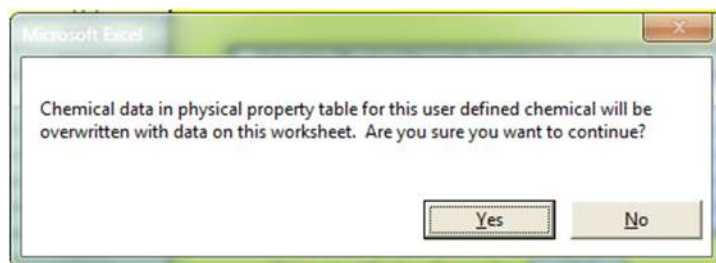 Microsoft Excel
Chemical data in physical property table for this user defined chemical will be
overwritten with data on this worksheet. Are you sure you want to continue?
Yes
No